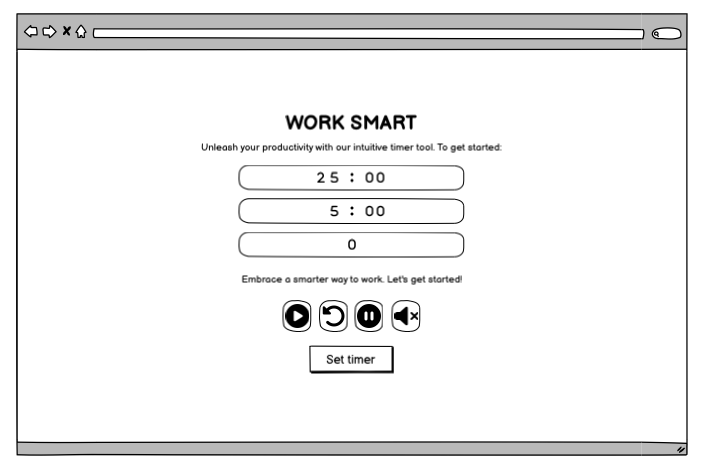 WORK SMART
Unleash your productivity with our intuitive timer tool. To get started:
25 : 00
5 : 00
0
Embrace a smarter way to work. Let's get started!
Set timer